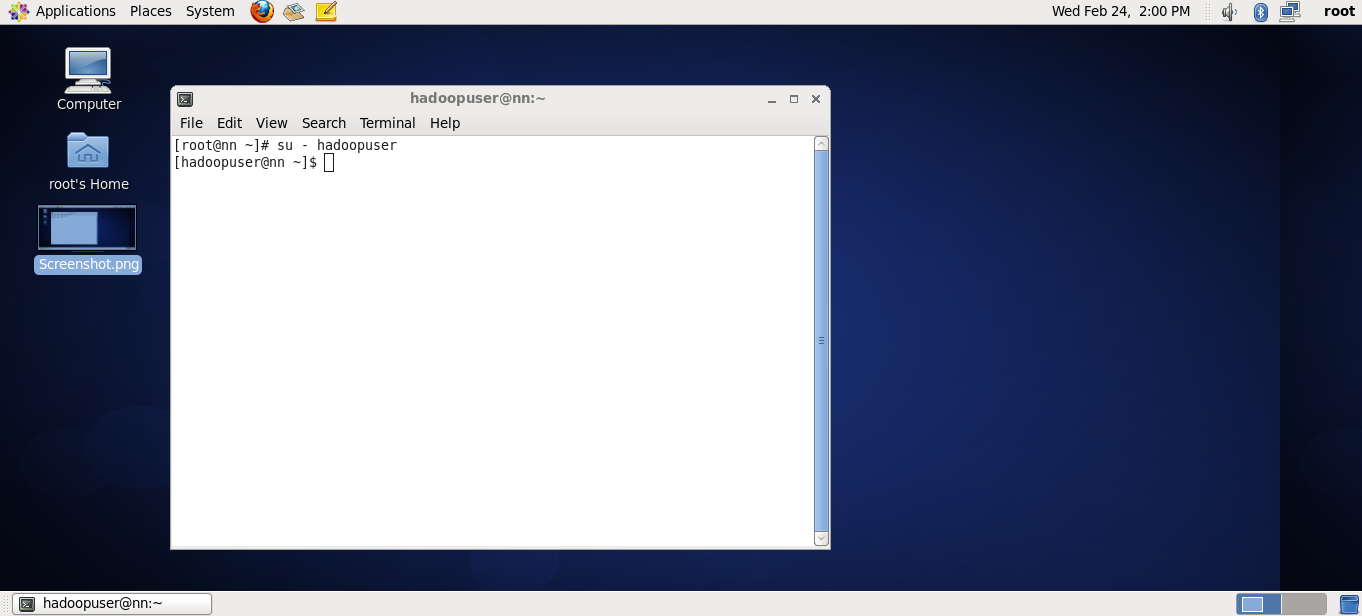 Applications Places System
Wed Feb 24, 2:00 PM
root
Computer
root's Home
Screenshot.png
hadoopuser@nn:~
File Edit View Search Terminal Help
[root@nn ~]# su - hadoopuser
[hadoopuser@nn ~]$
hadoopuser@nn:~